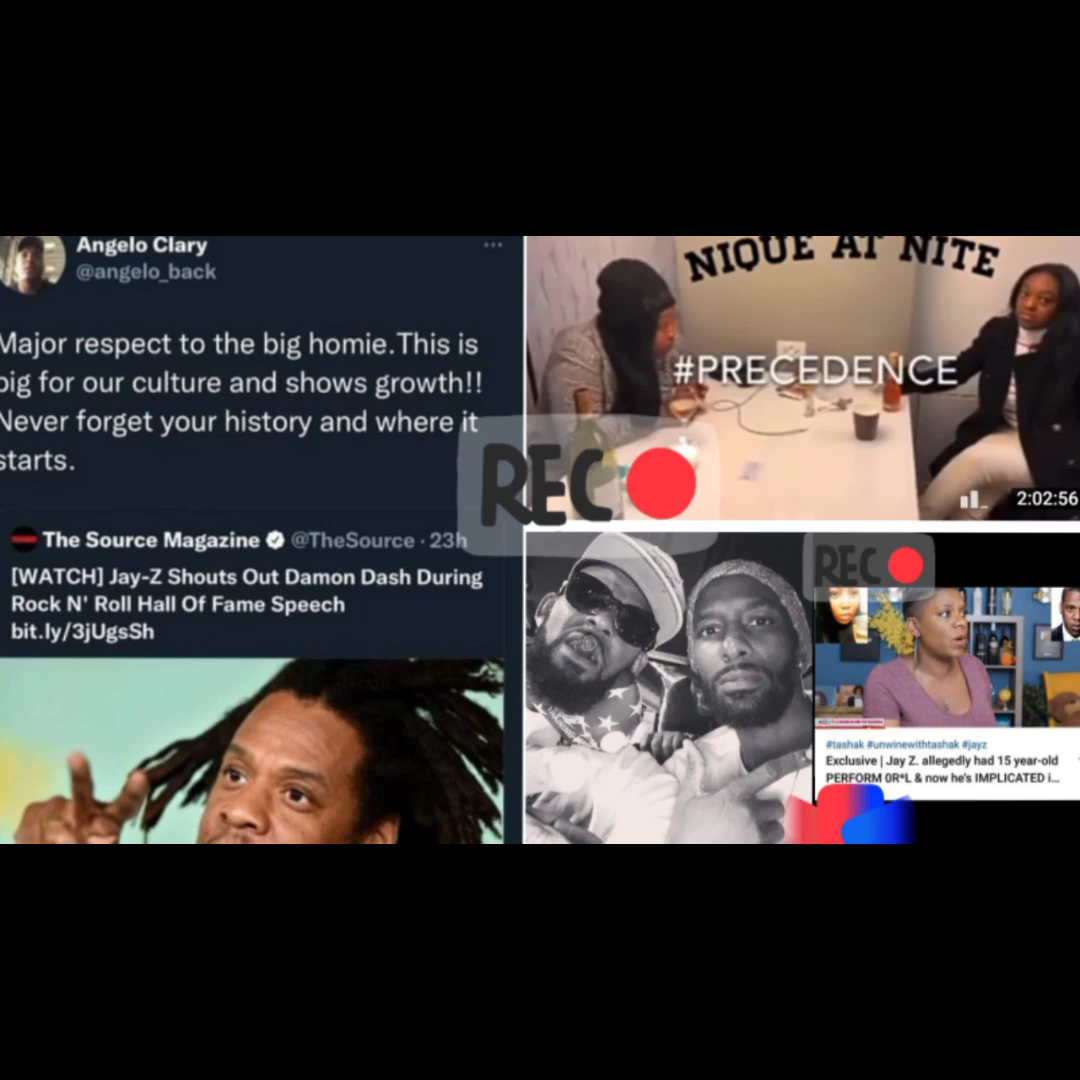 Angelo Clary
@angelo_back
Major respect to the big homie.This is
big for our culture and shows growth!!
Never forget your history and where it
starts.
The Source Magazine @TheSource · 23h
[WATCH] Jay-Z Shouts Out Damon Dash During
Rock N' Roll Hall Of Fame Speech
bit.ly/3jUgsSh
NIQUE AT NITE
#PRECEDENCE
2:02:56
REC
REC
#tashak #unwinewithtashak #jayz
Exclusive | Jay Z. allegedly had 15 year-old
PERFORM 0R*L & now he's IMPLICATED i...